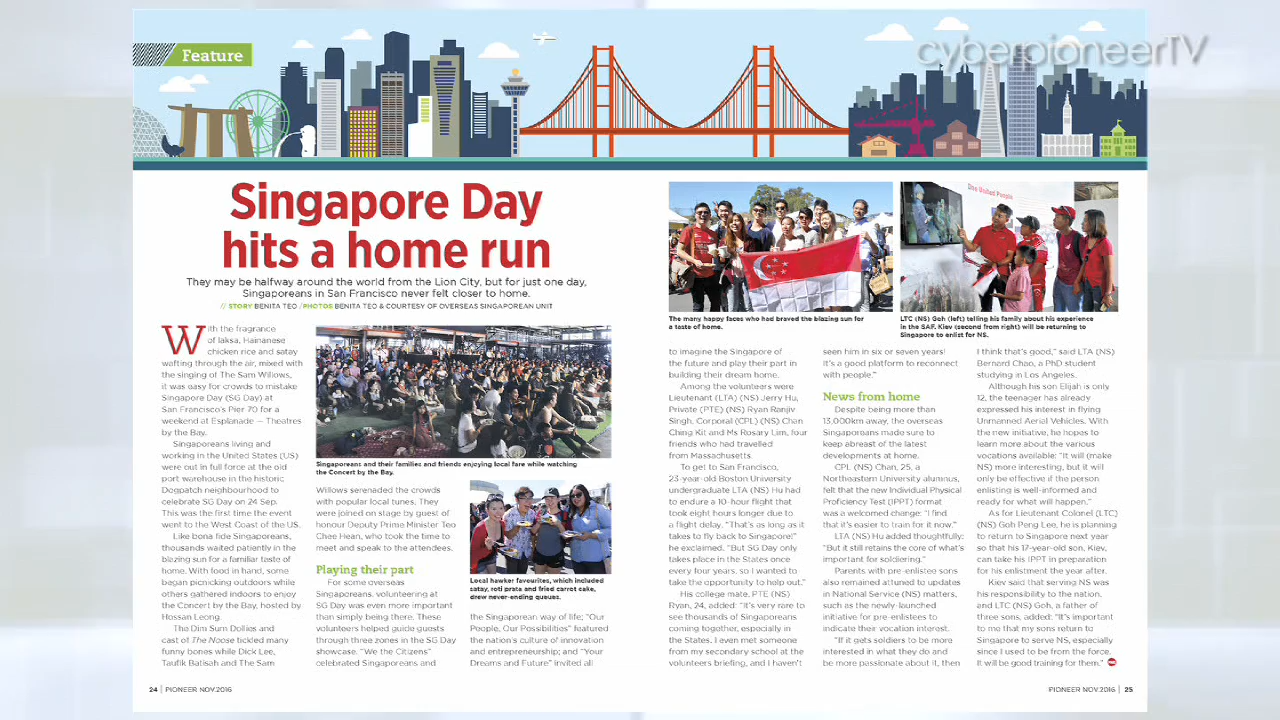 cyberpioneerTV
Feature
Singapore Day
hits a home run
They may be halfway around the world from the Lion City, but for just one day,
Singaporeans in San Francisco never felt closer to home.
// STORY BENITA TEO /PHOTOS BENITA TEO & COURTESY OF OVERSEAS SINGAPOREAN UNIT
With the fragrance
of laksa, Hainanese
chicken rice and satay
wafting through the air, mixed with
the singing of The Sam Willows,
it was easy for crowds to mistake
Singapore Day (SG Day) at
San Francisco's Pier 70 for a
weekend at Esplanade – Theatres
by the Bay.
Singaporeans living and
working in the United States (US)
were out in full force at the old
port warehouse in the historic
Dogpatch neighbourhood to
celebrate SG Day on 24 Sep.
This was the first time the event
went to the West Coast of the US.
Like bona fide Singaporeans,
thousands waited patiently in the
blazing sun for a familiar taste of
home. With food in hand, some
began picnicking outdoors while
others gathered indoors to enjoy
the Concert by the Bay, hosted by
Hossan Leong.
The Dim Sum Dollies and
cast of The Noose tickled many
funny bones while Dick Lee,
Taufik Batisah and The Sam
Singaporeans and their families and friends enjoying local fare while watching
the Concert by the Bay.
Willows serenaded the crowds
with popular local tunes. They
were joined on stage by guest of
honour Deputy Prime Minister Teo
Chee Hean, who took the time to
meet and speak to the attendees.
Playing their part
For some overseas
Singaporeans, volunteering at
SG Day was even more important
than simply being there. These
volunteers helped guide guests
through three zones in the SG Day
showcase. "We the Citizens"
celebrated Singaporeans and
Local hawker favourites, which included
satay, roti prata and fried carrot cake,
drew never-ending queues.
the Singaporean way of life; "Our
People, Our Possibilities" featured
the nation's culture of innovation
and entrepreneurship; and "Your
Dreams and Future" invited all
24 | PIONEER NOV.2016
The many happy faces who had braved the blazing sun for
a taste of home.
One United People
LTC (NS) Goh (left) telling his family about his experience
in the SAF. Kiev (second from right) will be returning to
Singapore to enlist for NS.
to imagine the Singapore of
the future and play their part in
building their dream home.
Among the volunteers were
Lieutenant (LTA) (NS) Jerry Hu,
Private (PTE) (NS) Ryan Ranjiv
Singh, Corporal (CPL) (NS) Chan
Ching Kit and Ms Rosary Lim, four
friends who had travelled
from Massachusetts.
To get to San Francisco,
23-year-old Boston University
undergraduate LTA (NS) Hu had
to endure a 10-hour flight that
took eight hours longer due to
a flight delay. "That's as long as it
takes to fly back to Singapore!"
he exclaimed. "But SG Day only
takes place in the States once
every four years, so I wanted to
take the opportunity to help out."
His college mate, PTE (NS)
Ryan, 24, added: "It's very rare to
see thousands of Singaporeans
coming together, especially in
the States. I even met someone
from my secondary school at the
volunteers briefing, and I haven't
seen him in six or seven years!
It's a good platform to reconnect
with people."
News from home
Despite being more than
13,000km away, the overseas
Singaporeans made sure to
keep abreast of the latest
developments at home.
CPL (NS) Chan, 25, a
Northeastern University alumnus,
felt that the new Individual Physical
Proficiency Test (IPPT) format
was a welcomed change: "I find
that it's easier to train for it now."
LTA (NS) Hu added thoughtfully:
"But it still retains the core of what's
important for soldiering."
Parents with pre-enlistee sons
also remained attuned to updates
in National Service (NS) matters,
such as the newly-launched
initiative for pre-enlistees to
indicate their vocation interest.
"If it gets soldiers to be more
interested in what they do and
be more passionate about it, then
I think that's good," said LTA (NS)
Bernard Chao, a PhD student
studying in Los Angeles.
Although his son Elijah is only
12, the teenager has already
expressed his interest in flying
Unmanned Aerial Vehicles. With
the new initiative, he hopes to
learn more about the various
vocations available: "It will (make
NS) more interesting, but it will
only be effective if the person
enlisting is well-informed and
ready for what will happen."
As for Lieutenant Colonel (LTC)
(NS) Goh Peng Lee, he is planning
to return to Singapore next year
so that his 17-year-old son, Kiev,
can take his IPPT in preparation
for his enlistment the year after.
Kiev said that serving NS was
his responsibility to the nation,
and LTC (NS) Goh, a father of
three sons, added: "It's important
to me that my sons return to
Singapore to serve NS, especially
since I used to be from the force.
It will be good training for them."
PIONEER NOV.2016 | 25